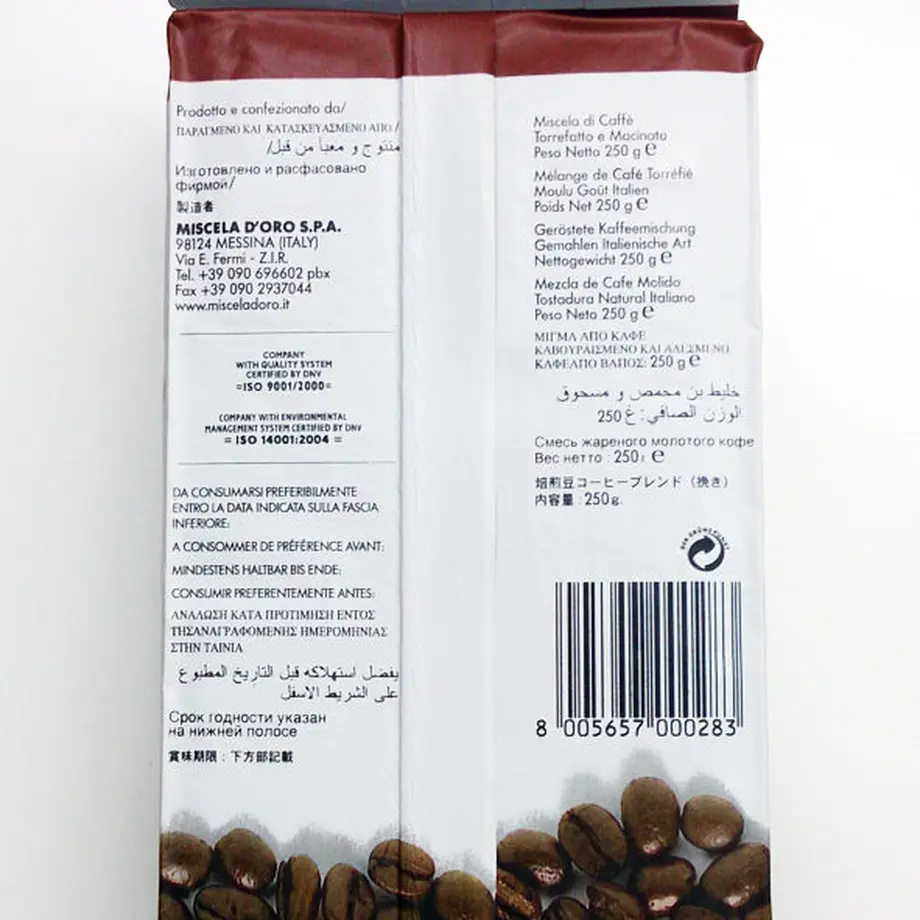 Prodotto e confezionato da/
ΠΑΡΑΓΜΕΝΟ ΚΑΙ ΚΑΤΑΣΚΕΥΑΣΜΕΝΟ ΑΠΟ /
منتوج و معبأ من قبل/
Изготовлено и расфасовано
фирмой/
製造者
MISCELA D'ORO S.P.A.
98124 MESSINA (ITALY)
Via E. Fermi - Z.I.R.
Tel. +39 090 696602 pbx
Fax +39 090 2937044
www.misceladoro.it
COMPANY
WITH QUALITY SYSTEM
CERTIFIED BY DNV
=ISO 9001/2000=
COMPANY WITH ENVIRONMENTAL
MANAGEMENT SYSTEM CERTIFIED BY DNV
= ISO 14001:2004 =
DA CONSUMARSI PREFERIBILMENTE
ENTRO LA DATA INDICATA SULLA FASCIA
INFERIORE:
A CONSOMMER DE PRÉFÉRENCE AVANT:
MINDESTENS HALTBAR BIS ENDE:
CONSUMIR PREFERENTEMENTE ANTES:
ΑΝΑΛΩΣΗ ΚΑΤΑ ΠΡΟΤΙΜΗΣΗ ΕΝΤΟΣ
ΤΗΣΑΝΑΓΡΑΦΟΜΕΝΗΣ ΗΜΕΡΟΜΗΝΙΑΣ
ΣΤΗΝ ΤΑΙΝΙΑ
يفضل استهلاكه قبل التاريخ المطبوع
على الشريط الاسفل
Срок годности указан
на нижней полосе
賞味期限 : 下方部記載
Miscela di Caffè
Torrefatto e Macinato
Peso Netto 250 g e
Mélange de Café Torréfiè
Moulu Goût Italien
Poids Net 250 g e
Geröstete Kaffeemischung
Gemahlen Italienische Art
Nettogewicht 250 g e
Mezcla de Cafe Molido
Tostadura Natural Italiano
Peso Neto 250 g e
ΜΙΓΜΑ ΑΠΟ ΚΑΦΕ
ΚΑΒΟΥΡΔΙΣΜΕΝΟ ΚΑΙ ΑΛΕΣΜΕΝΟ
ΚΑΦΕΑΠΟ ΒΑΡΟΣ: 250 g e
خليط بن محمص و مسحوق
الوزن الصافي: غ 250
Смесь жареного молотого кофе
Вес нетто : 250г e
焙煎豆コーヒーブレンド（挽き）
内容量 : 250g.
DER GRÜNE PUNKT
8 005657 000283